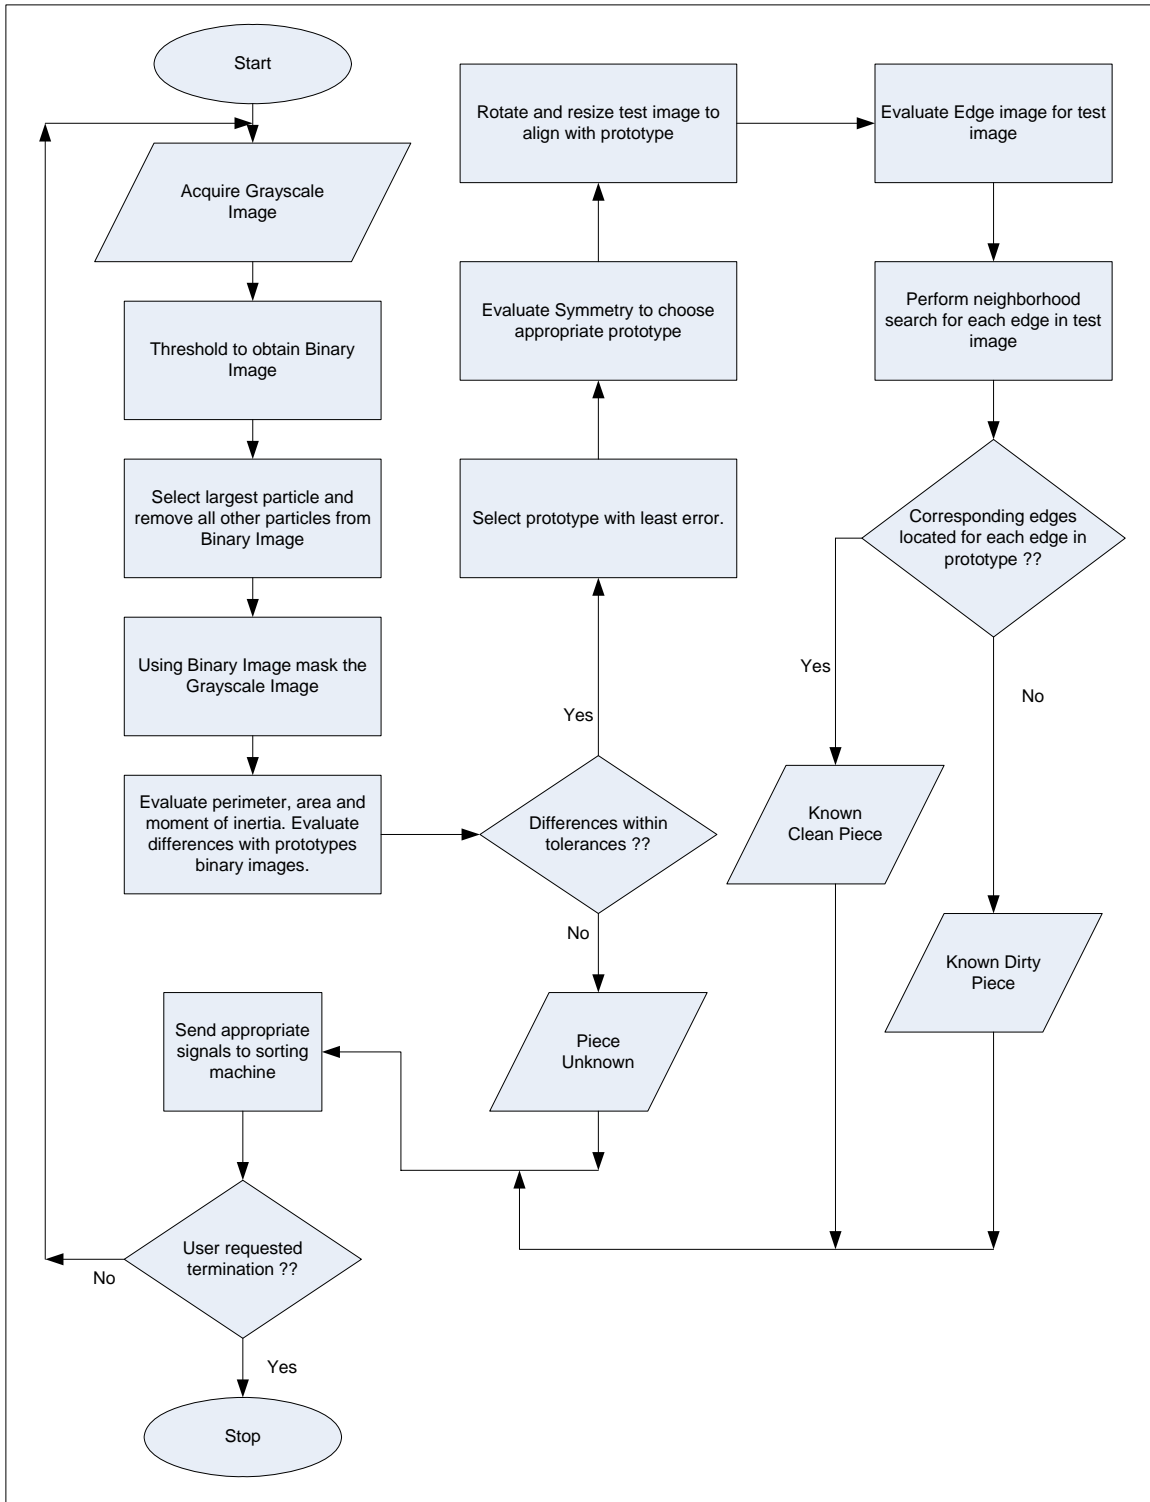 Start
Acquire Grayscale
Image
Threshold to obtain Binary
Image
Select largest particle and
remove all other particles from
Binary Image
Using Binary Image mask the
Grayscale Image
Evaluate perimeter, area and
moment of inertia. Evaluate
differences with prototypes
binary images.
Differences within
tolerances ??
Yes
No
Select prototype with least error.
Evaluate Symmetry to choose
appropriate prototype
Rotate and resize test image to
align with prototype
Evaluate Edge image for test
image
Perform neighborhood
search for each edge in test
image
Corresponding edges
located for each edge in
prototype ??
Yes
No
Known
Clean Piece
Known Dirty
Piece
Piece
Unknown
Send appropriate
signals to sorting
machine
User requested
termination ??
No
Yes
Stop